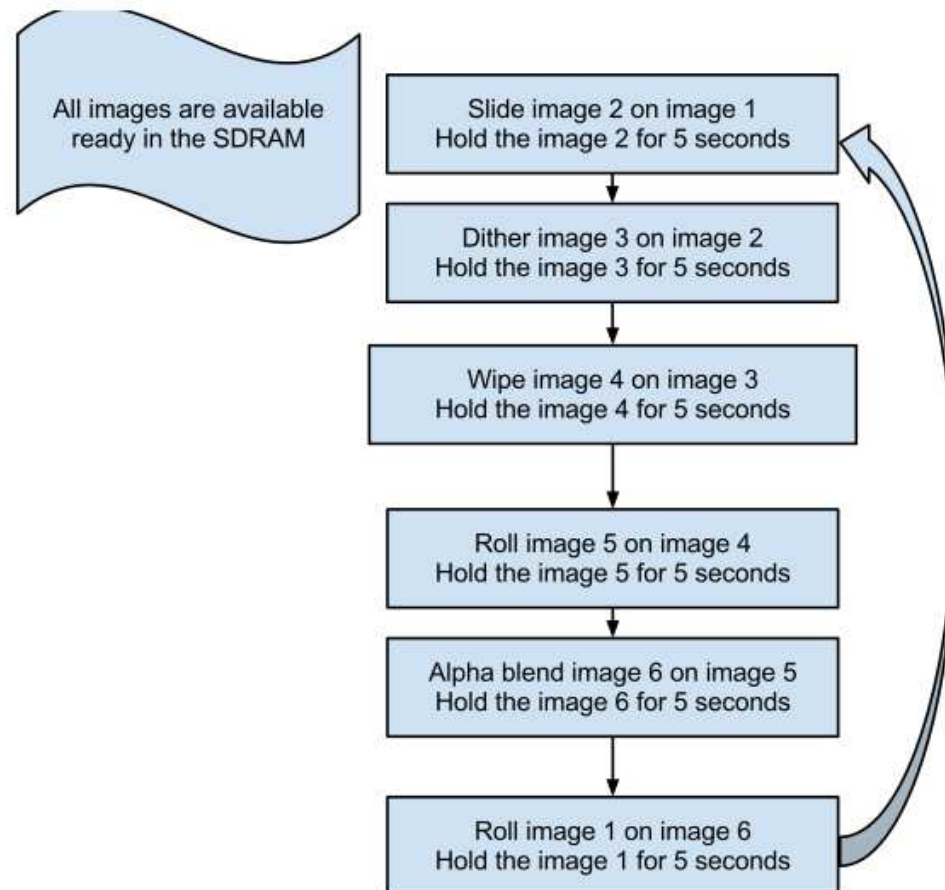 All images are available
ready in the SDRAM
Slide image 2 on image 1
Hold the image 2 for 5 seconds
Dither image 3 on image 2
Hold the image 3 for 5 seconds
Wipe image 4 on image 3
Hold the image 4 for 5 seconds
Roll image 5 on image 4
Hold the image 5 for 5 seconds
Alpha blend image 6 on image 5
Hold the image 6 for 5 seconds
Roll image 1 on image 6
Hold the image 1 for 5 seconds